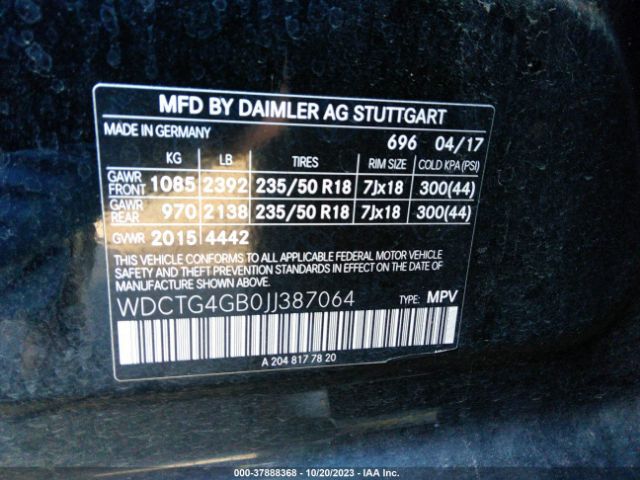 MFD BY DAIMLER AG STUTTGART
MADE IN GERMANY 696 04/17
KG LB TIRES RIM SIZE COLD KPA (PSI)
GAWR FRONT 1085 2392 235/50 R18 7Jx18 300(44)
GAWR REAR 970 2138 235/50 R18 7Jx18 300(44)
GVWR 2015 4442
THIS VEHICLE CONFORMS TO ALL APPLICABLE FEDERAL MOTOR VEHICLE
SAFETY AND THEFT PREVENTION STANDARDS IN EFFECT ON THE DATE OF
MANUFACTURE SHOWN ABOVE.
WDCTG4GB0JJ387064 TYPE: MPV
A 204 817 78 20
000-37888368 - 10/20/2023 - IAA Inc.